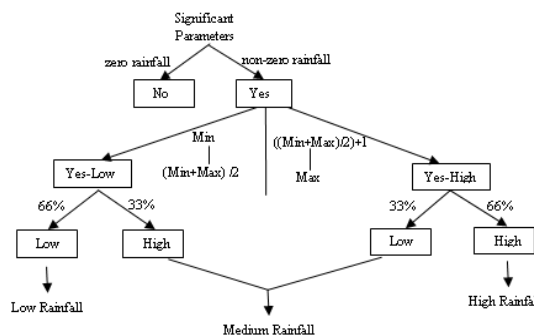 Significant
Parameters
zero rainfall
non-zero rainfall
No
Yes
Min
(Min+Max) /2
((Min+Max)/2)+1
Max
Yes-Low
Yes-High
66%
33%
33%
66%
Low
High
Low
High
Low Rainfall
Medium Rainfall
High Rainfall